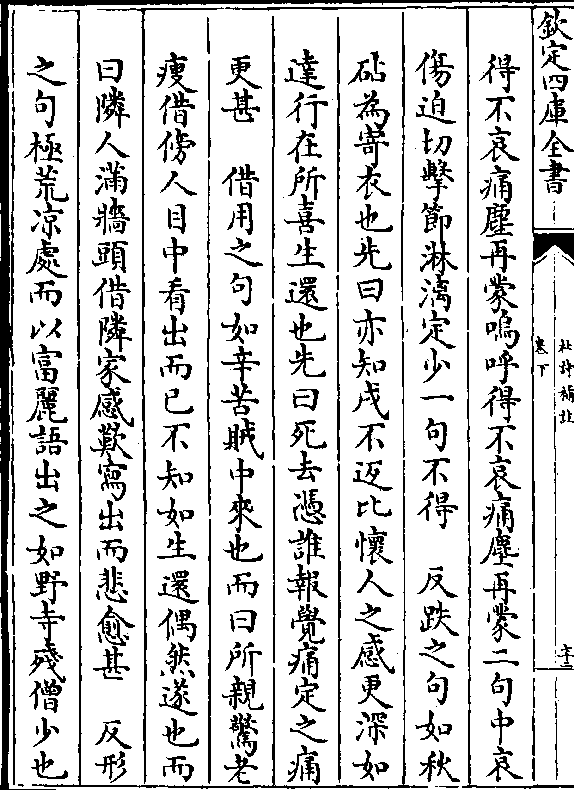 欽定四庫全書
杜詩攟
卷下
得不哀痛塵再蒙嗚呼得不哀痛塵再蒙二句中哀
傷迫切擊節淋漓定少一句不得　反跌之句如秋
砧為寄衣也先曰亦知戍不返比懷人之感更深如
達行在所喜生還也先曰死去憑誰報覺痛定之痛
更甚　借用之句如辛苦賊中來也而曰所親驚老
瘦借傍人目中看出而已不知如生還偶然遂也而
曰隣人滿牆頭借隣家感歎寫出而悲愈甚　反形
之句極荒凉處而以富麗語出之如野寺殘僧少也